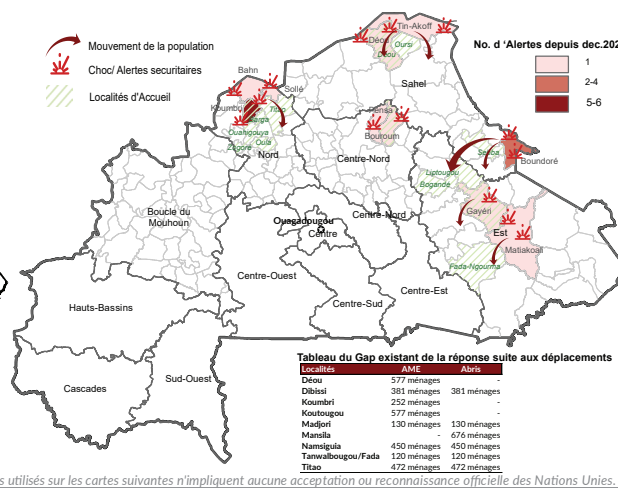 Mouvement de la population
Choc/ Alertes securitaires
Localités d'Accueil
No. d ‘Alertes depuis dec.202
1
2-4
5-6
Tin-Akoff
Déou
Oursi
Déou
Sahel
Bahn
Sollé
Koumbri
Titao
Barga
Ouahigouya
Zogore
Oula
Nord
Pensa
Bouroum
Centre-Nord
Sebba
Boundoré
Liptougou
Bogandé
Gayéri
Est
Matiakoali
Fada-Ngourma
Boucle du
Mouhoun
Ouagadougou
Centre
Centre-Nord
Centre-Ouest
Centre-Est
Centre-Sud
Hauts-Bassins
Cascades
Sud-Ouest
Tableau du Gap existant de la réponse suite aux déplacements
Localités AME Abris
Déou 577 ménages -
Dibissi 381 ménages 381 ménages
Koumbri 252 ménages -
Koutougou 577 ménages -
Madjori 130 ménages 130 ménages
Mansila - 676 ménages
Namsiguia 450 ménages 450 ménages
Tanwalbougou/Fada 120 ménages 120 ménages
Titao 472 ménages 472 ménages
s utilisés sur les cartes suivantes n'impliquent aucune acceptation ou reconnaissance officielle des Nations Unies.